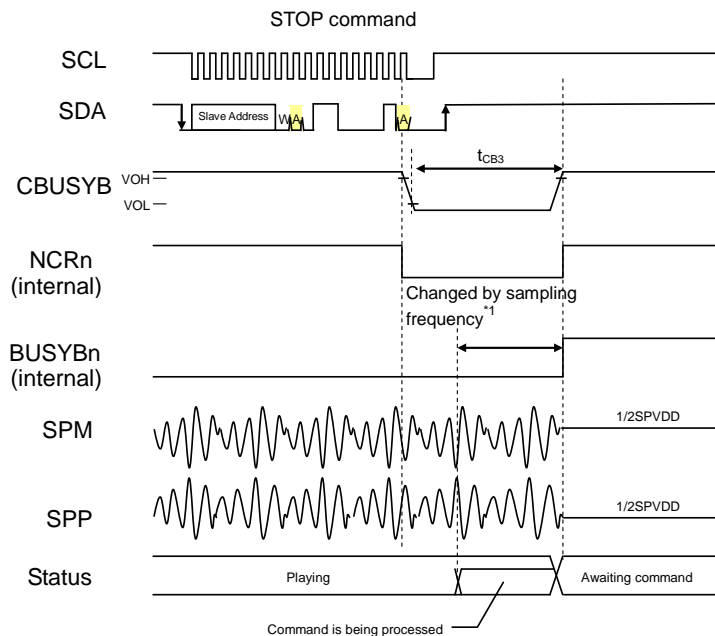 STOP command
SCL
SDA
Slave Address
W
A
A
tCB3
CBUSYB
VOH
VOL
NCRn
(internal)
Changed by sampling
frequency*1
BUSYBn
(internal)
SPM
1/2SPVDD
SPP
1/2SPVDD
Status
Playing
Awaiting command
Command is being processed